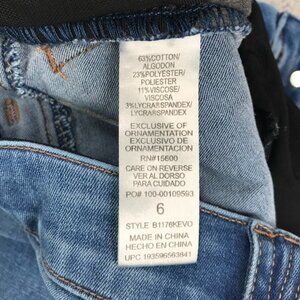 63%COTTON/
ALGODON
23%POLYESTER/
POLIESTER
11%VISCOSE/
VISCOSA
3%LYCRA®SPANDEX/
LYCRA®SPANDEX
EXCLUSIVE OF
ORNAMENTATION
EXCLUSIVO DE
ORNAMENTACION
RN#15600
CARE ON REVERSE
VER AL DORSO
PARA CUIDADO
PO# 100-00109593
6
STYLE B1176KEVO
MADE IN CHINA
HECHO EN CHINA
UPC 193596563841